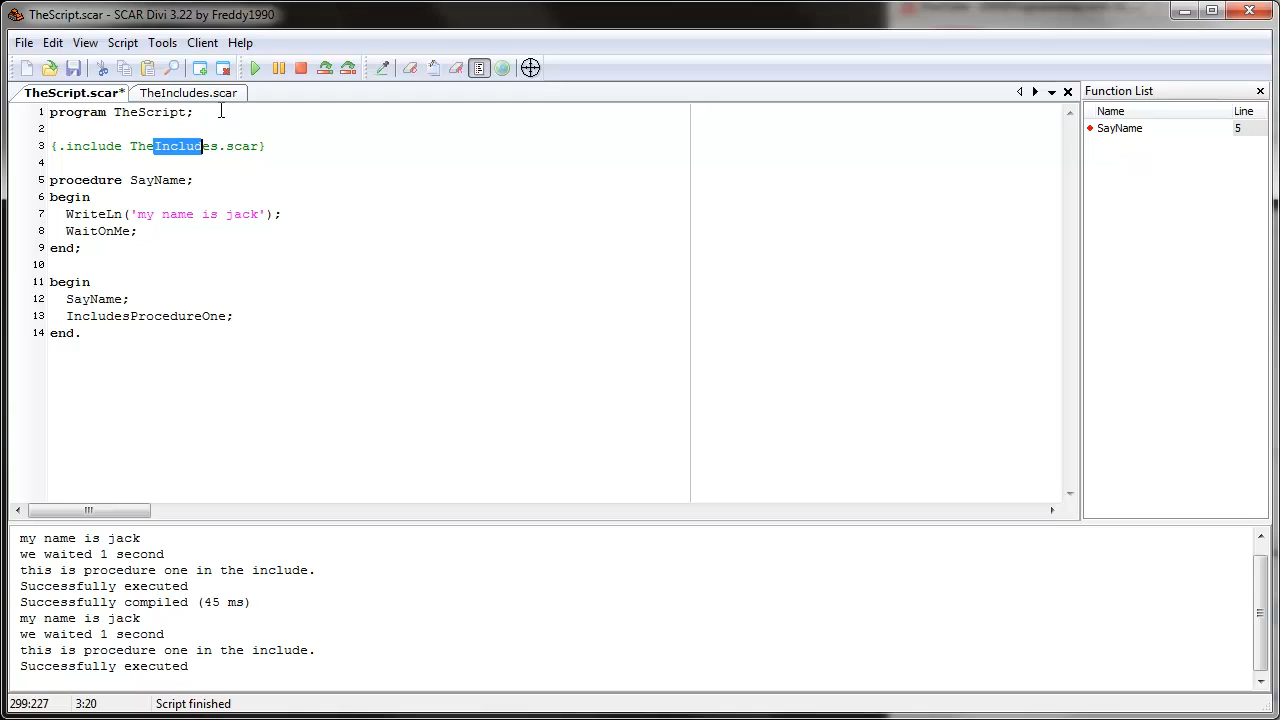 TheScript.scar - SCAR Divi 3.22 by Freddy1990
File Edit View Script Tools Client Help
TheScript.scar* TheIncludes.scar
Function List
Name Line
SayName 5
1 program TheScript;
2
3 {.include TheIncludes.scar}
4
5 procedure SayName;
6 begin
7 WriteLn('my name is jack');
8 WaitOnMe;
9 end;
10
11 begin
12 SayName;
13 IncludesProcedureOne;
14 end.
my name is jack
we waited 1 second
this is procedure one in the include.
Successfully executed
Successfully compiled (45 ms)
my name is jack
we waited 1 second
this is procedure one in the include.
Successfully executed
299:227 3:20 Script finished